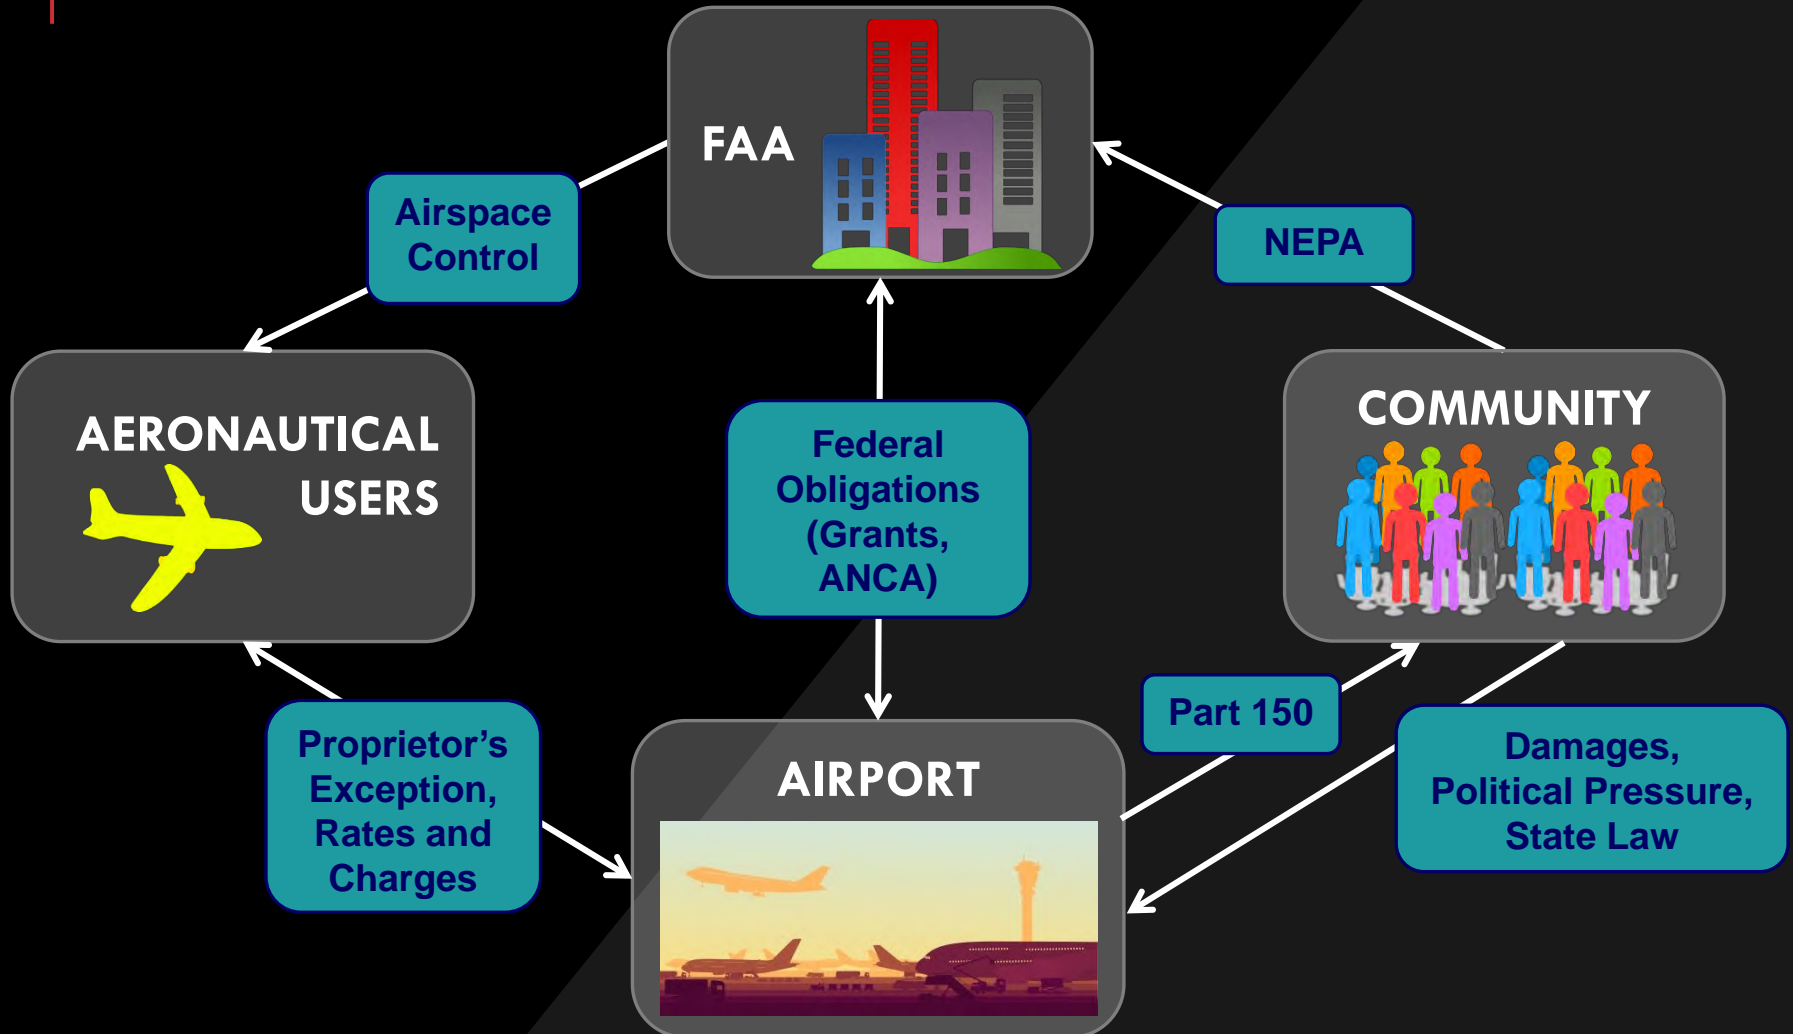 FAA
Airspace
Control
NEPA
AERONAUTICAL
USERS
COMMUNITY
Federal
Obligations
(Grants,
ANCA)
Part 150
Proprietor’s
Exception,
Rates and
Charges
AIRPORT
Damages,
Political Pressure,
State Law